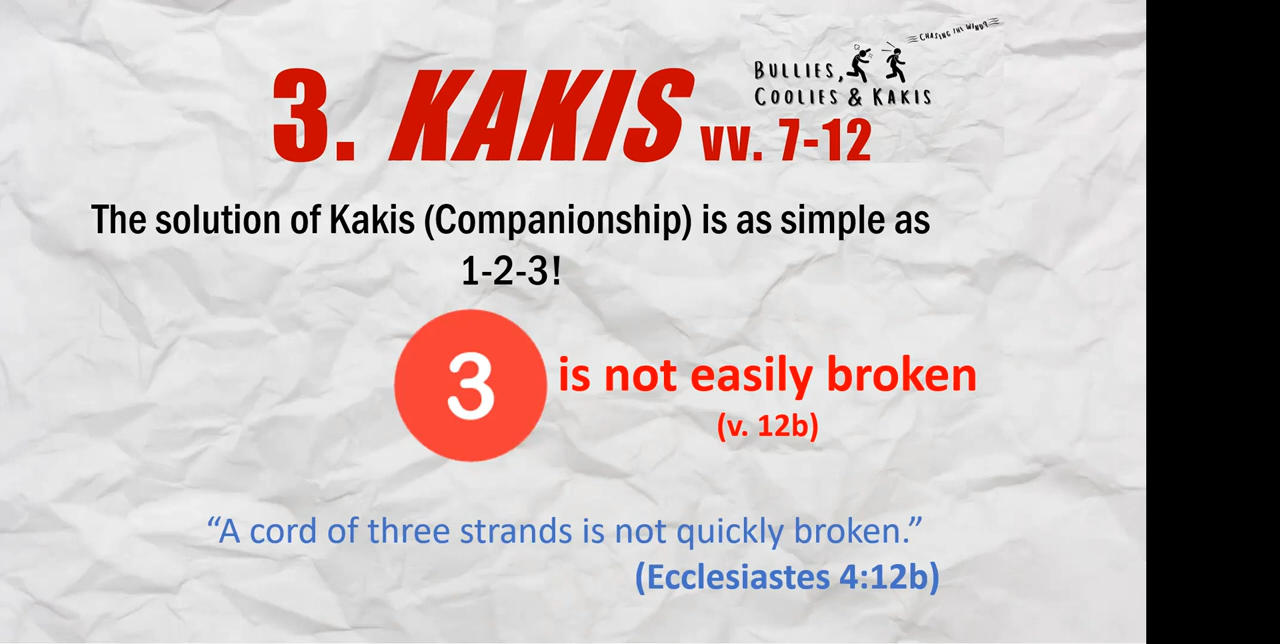 CHASING THE WIND?
BULLIES,
COOLIES & KAKIS
3. KAKIS vv. 7-12
The solution of Kakis (Companionship) is as simple as
1-2-3!
3 is not easily broken
(v. 12b)
“A cord of three strands is not quickly broken.”
(Ecclesiastes 4:12b)